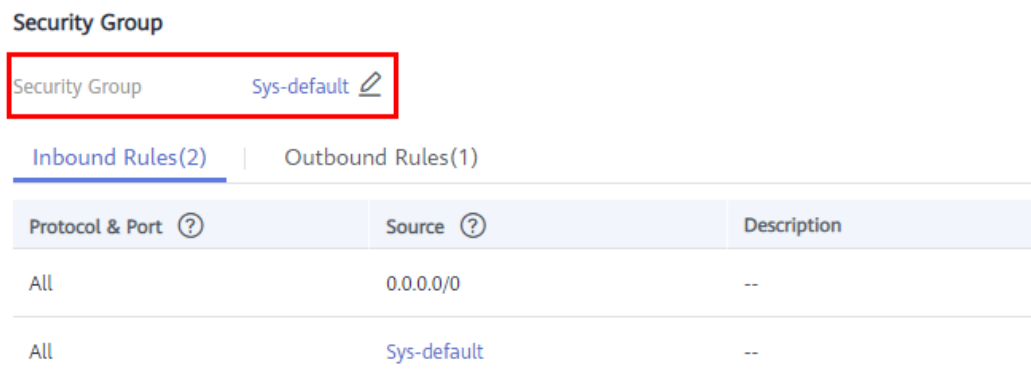 Security Group
Security Group Sys-default
Inbound Rules(2) Outbound Rules(1)
Protocol & Port Source Description
All 0.0.0.0/0 --
All Sys-default --